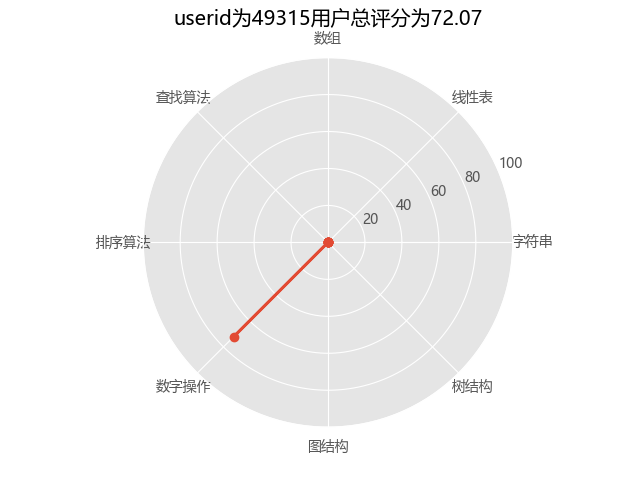 userid为49315用户总评分为72.07
数组
查找算法
线性表
100
80
60
40
20
排序算法
字符串
数字操作
树结构
图结构